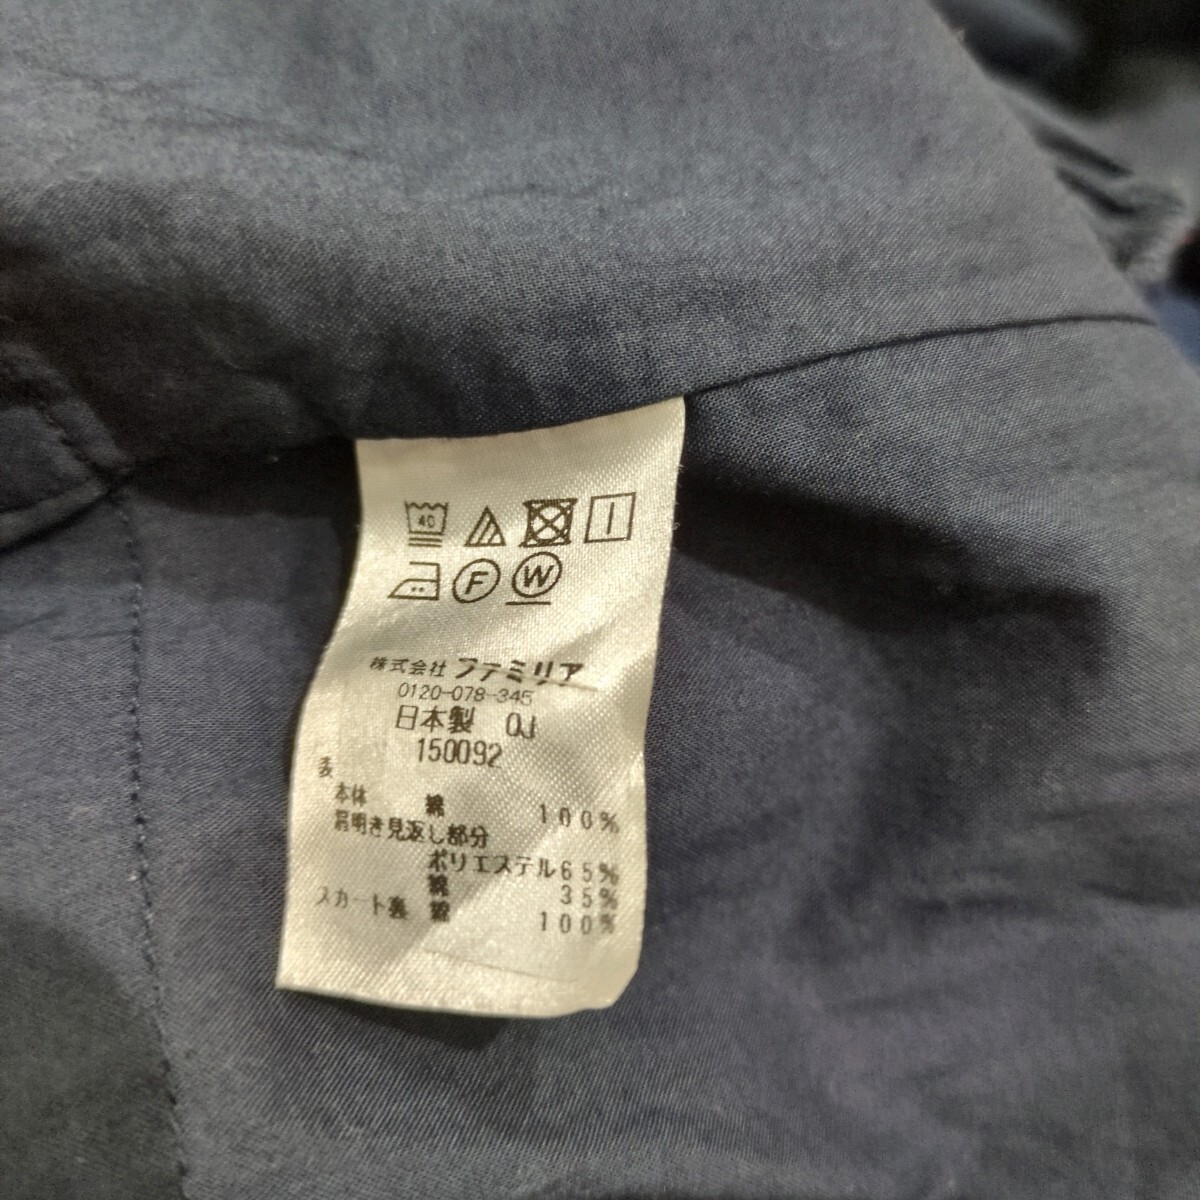 40
F W
株式会社 ファミリア
0120-078-345
日本製 OJ
150092
表
本体 綿 100%
肩明き見返し部分
ポリエステル65%
綿 35%
スカート裏 綿 100%